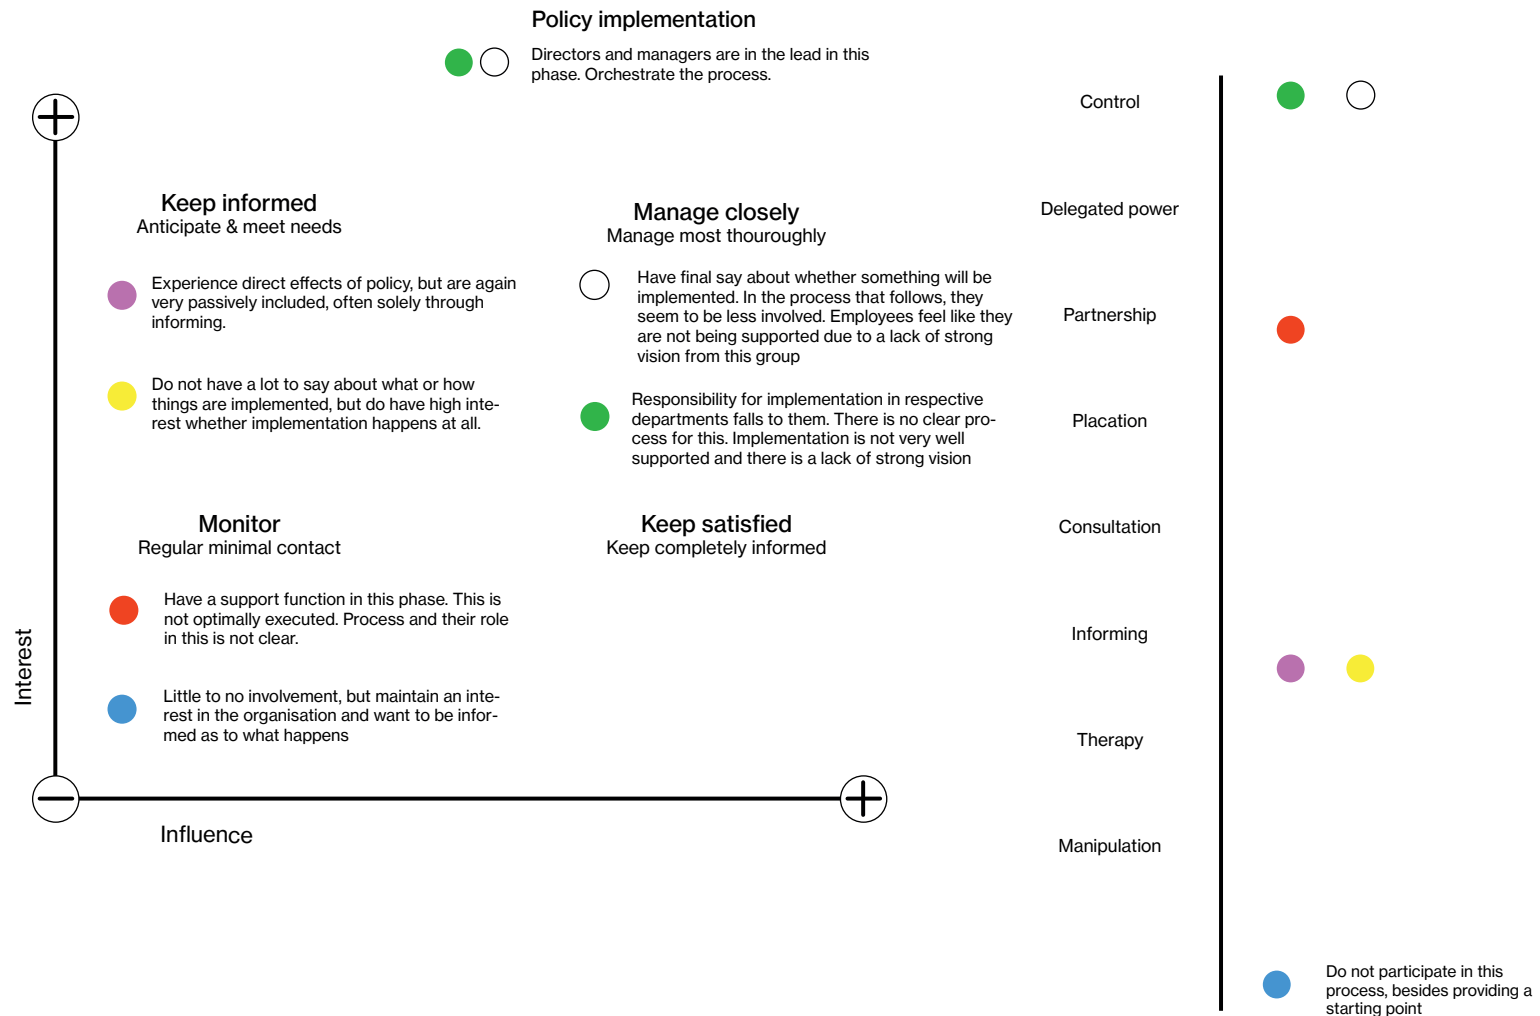 Policy implementation
Directors and managers are in the lead in this
phase. Orchestrate the process.
Keep informed
Anticipate & meet needs
Experience direct effects of policy, but are again
very passively included, often solely through
informing.
Do not have a lot to say about what or how
things are implemented, but do have high inte-
rest whether implementation happens at all.
Manage closely
Manage most thouroughly
Have final say about whether something will be
implemented. In the process that follows, they
seem to be less involved. Employees feel like they
are not being supported due to a lack of strong
vision from this group
Responsibility for implementation in respective
departments falls to them. There is no clear pro-
cess for this. Implementation is not very well
supported and there is a lack of strong vision
Monitor
Regular minimal contact
Have a support function in this phase. This is
not optimally executed. Process and their role
in this is not clear.
Little to no involvement, but maintain an inte-
rest in the organisation and want to be infor-
med as to what happens
Keep satisfied
Keep completely informed
Interest
Influence
Control
Delegated power
Partnership
Placation
Consultation
Informing
Therapy
Manipulation
Do not participate in this
process, besides providing a
starting point